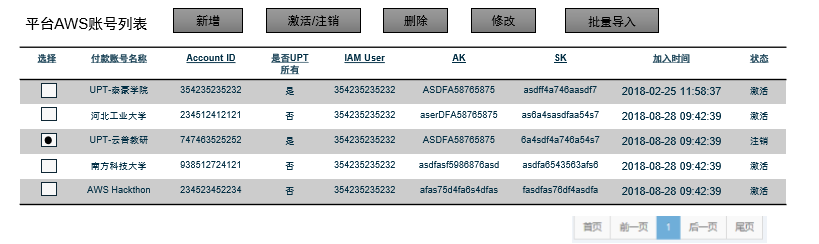 平台AWS账号列表 新增 激活/注销 删除 修改 批量导入
选择 付款账号名称 Account ID 是否UPT所有 IAM User AK SK 加入时间 状态
UPT-泰豪学院 354235235232 是 354235235232 ASDFA58765875 asdff4a746aasdf7 2018-02-25 11:58:37 激活
河北工业大学 234512412121 否 354235235232 aserDFA58765875 as6a4sasdfaa54s7 2018-08-28 09:42:39 激活
UPT-云普教研 747463525252 是 354235235232 ASDFA58765875 6a4sdf4a746a54s7 2018-08-28 09:42:39 注销
南方科技大学 938512724121 否 354235235232 asdfasf5986876asd asdfa6543563afs6 2018-08-28 09:42:39 激活
AWS Hackthon 234523452234 否 354235235232 afas75d4fa6s4dfas fasdfas76df4asdfa 2018-08-28 09:42:39 激活
首页 前一页 1 后一页 尾页